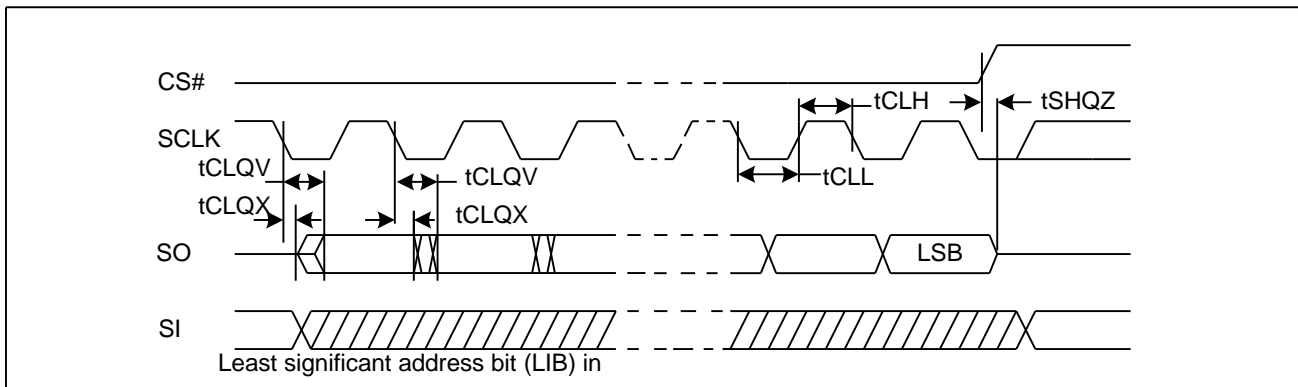 CS#
tCLH
tSHQZ
SCLK
tCLQV
tCLQV
tCLL
tCLQX
tCLQX
SO
LSB
SI
Least significant address bit (LIB) in